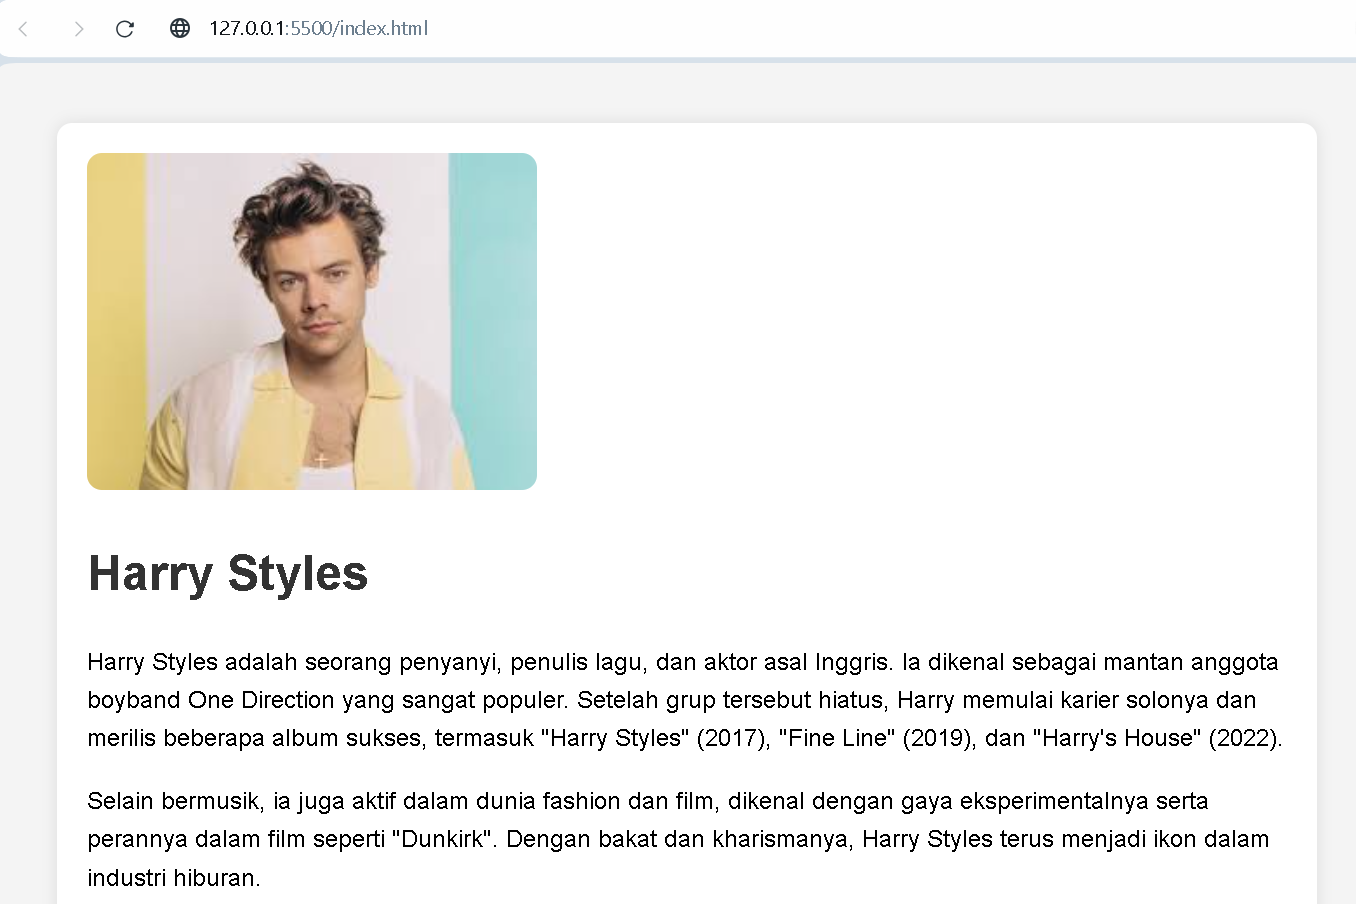 127.0.0.1:5500/index.html
Harry Styles
Harry Styles adalah seorang penyanyi, penulis lagu, dan aktor asal Inggris. Ia dikenal sebagai mantan anggota
boyband One Direction yang sangat populer. Setelah grup tersebut hiatus, Harry memulai karier solonya dan
merilis beberapa album sukses, termasuk "Harry Styles" (2017), "Fine Line" (2019), dan "Harry's House" (2022).
Selain bermusik, ia juga aktif dalam dunia fashion dan film, dikenal dengan gaya eksperimentalnya serta
perannya dalam film seperti "Dunkirk". Dengan bakat dan kharismanya, Harry Styles terus menjadi ikon dalam
industri hiburan.